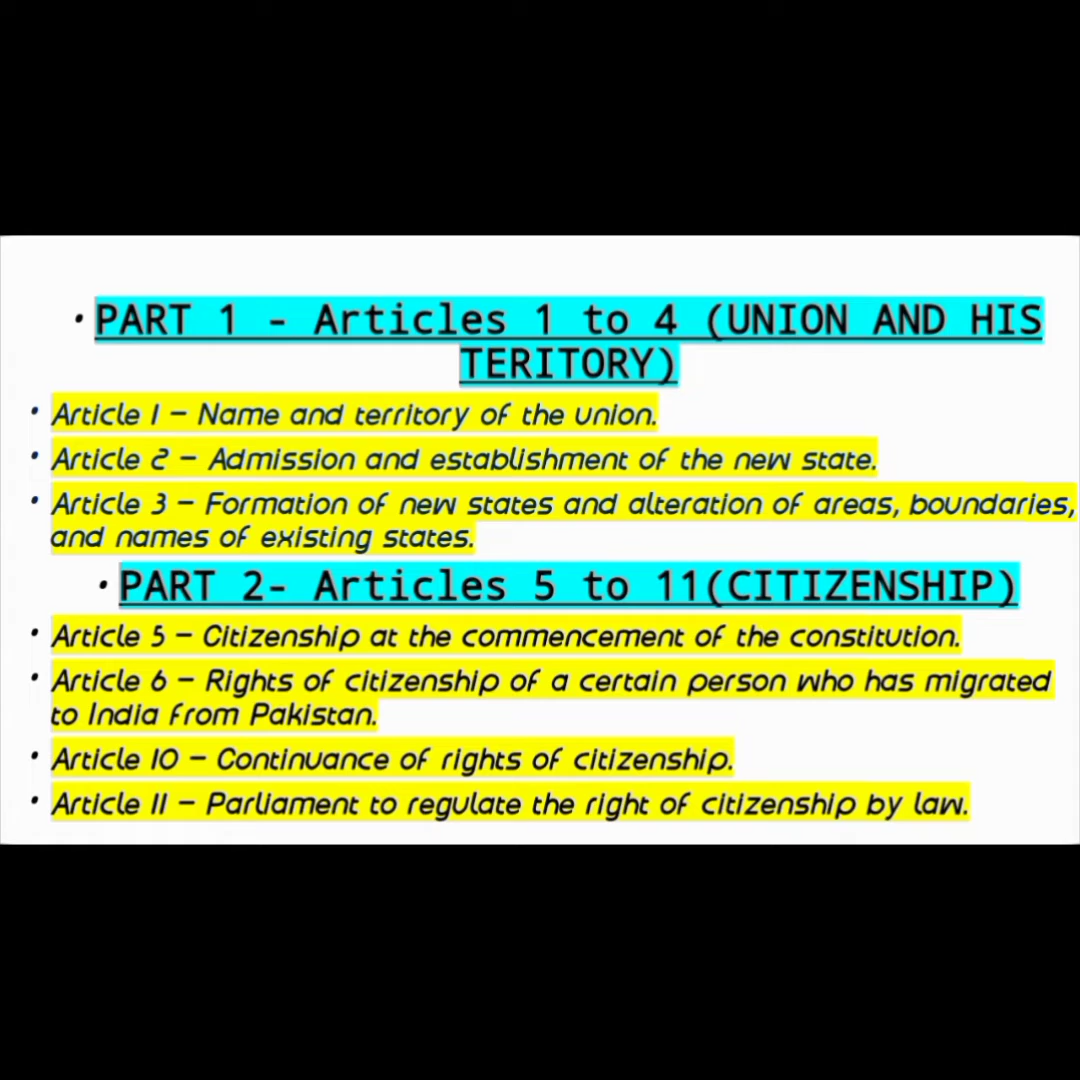 • PART 1 - Articles 1 to 4 (UNION AND HIS
TERITORY)
• Article 1 – Name and territory of the union.
• Article 2 – Admission and establishment of the new state.
• Article 3 – Formation of new states and alteration of areas, boundaries,
and names of existing states.
• PART 2- Articles 5 to 11(CITIZENSHIP)
• Article 5 – Citizenship at the commencement of the constitution.
• Article 6 – Rights of citizenship of a certain person who has migrated
to India from Pakistan.
• Article 10 – Continuance of rights of citizenship.
• Article 11 – Parliament to regulate the right of citizenship by law.